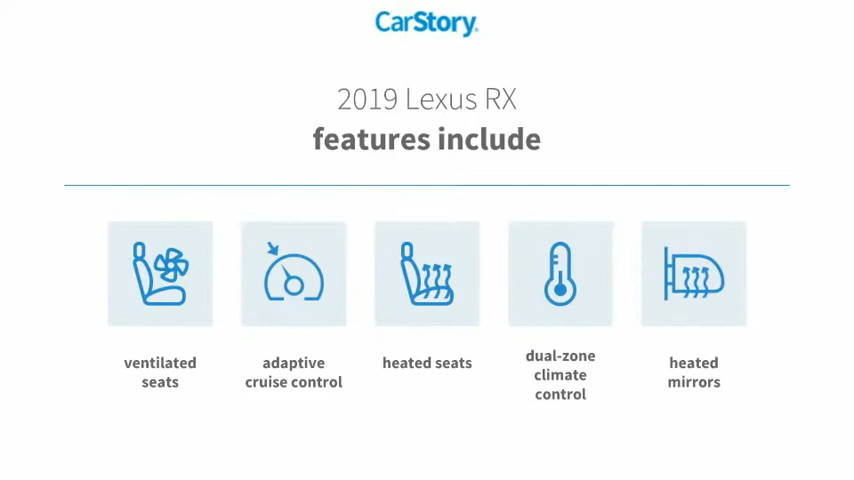 CarStory
2019 Lexus RX
features include
ventilated
seats
adaptive
cruise control
heated seats
dual-zone
climate
control
heated
mirrors